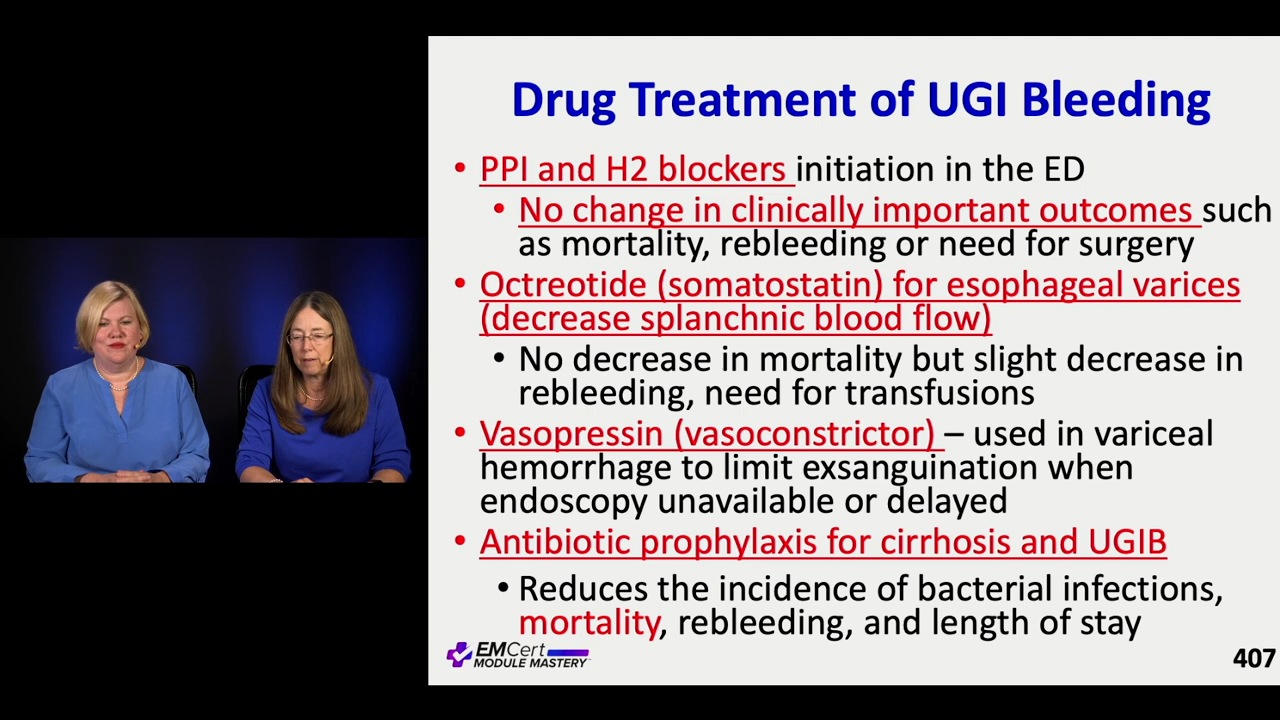 Drug Treatment of UGI Bleeding
• PPI and H2 blockers initiation in the ED
• No change in clinically important outcomes such
as mortality, rebleeding or need for surgery
• Octreotide (somatostatin) for esophageal varices
(decrease splanchnic blood flow)
• No decrease in mortality but slight decrease in
rebleeding, need for transfusions
• Vasopressin (vasoconstrictor) – used in variceal
hemorrhage to limit exsanguination when
endoscopy unavailable or delayed
• Antibiotic prophylaxis for cirrhosis and UGIB
• Reduces the incidence of bacterial infections,
mortality, rebleeding, and length of stay
EMCert
MODULE MASTERY
407